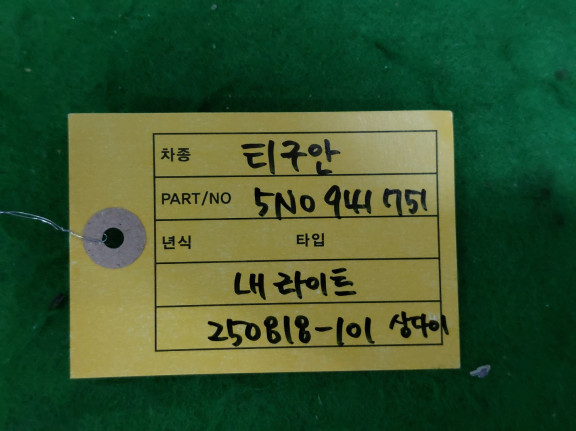 차종 티구안
PART/NO 5N0 941 751
년식 타입
내 라이트
250818-101 상다이